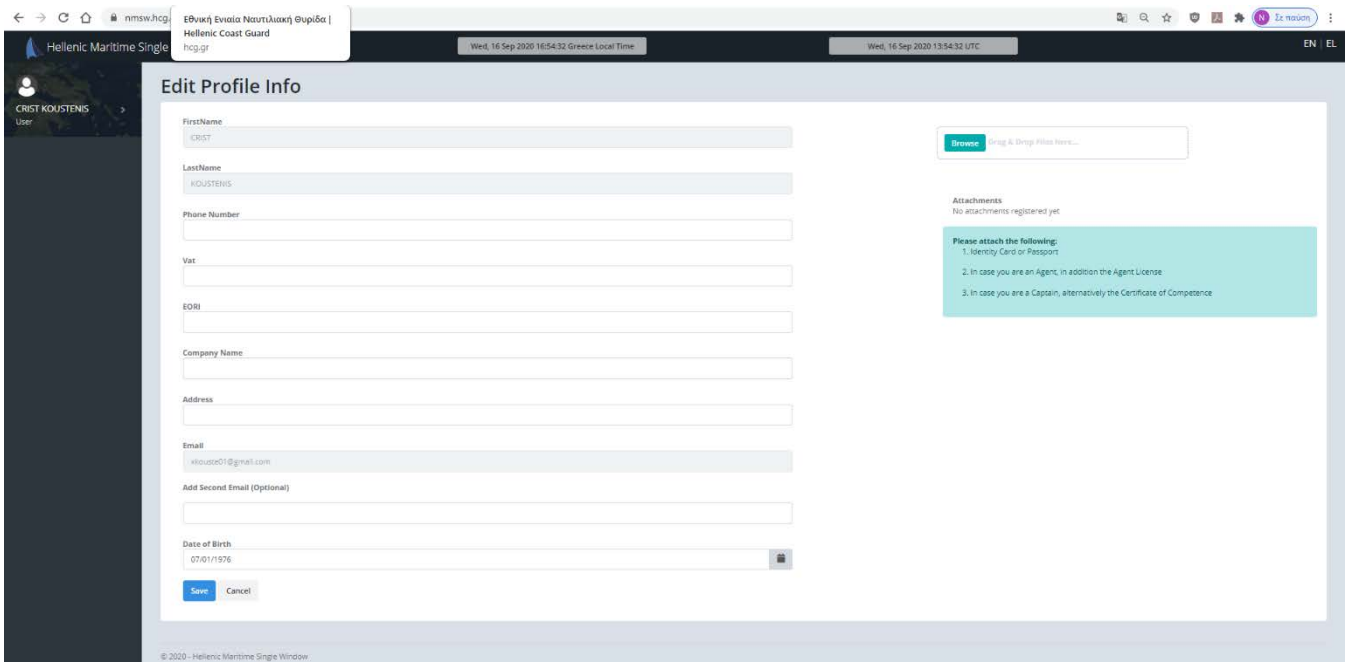 nmsw.hcg.
Σε παύση
Εθνική Ενιαία Ναυτιλιακή Θυρίδα |
Hellenic Coast Guard
hcg.gr
Hellenic Maritime Single
Wed, 16 Sep 2020 16:54:32 Greece Local Time
Wed, 16 Sep 2020 13:54:32 UTC
EN | EL
CRIST KOUSTENIS
User
Edit Profile Info
FirstName
CRIST
LastName
KOUSTENIS
Phone Number
Vat
EORI
Company Name
Address
Email
xkouste01@gmail.com
Add Second Email (Optional)
Date of Birth
07/01/1976
Save Cancel
Browse Drag & Drop Files here...
Attachments
No attachments registered yet
Please attach the following:
1. Identity Card or Passport
2. In case you are an Agent, in addition the Agent License
3. In case you are a Captain, alternatively the Certificate of Competence
© 2020 - Hellenic Maritime Single Window